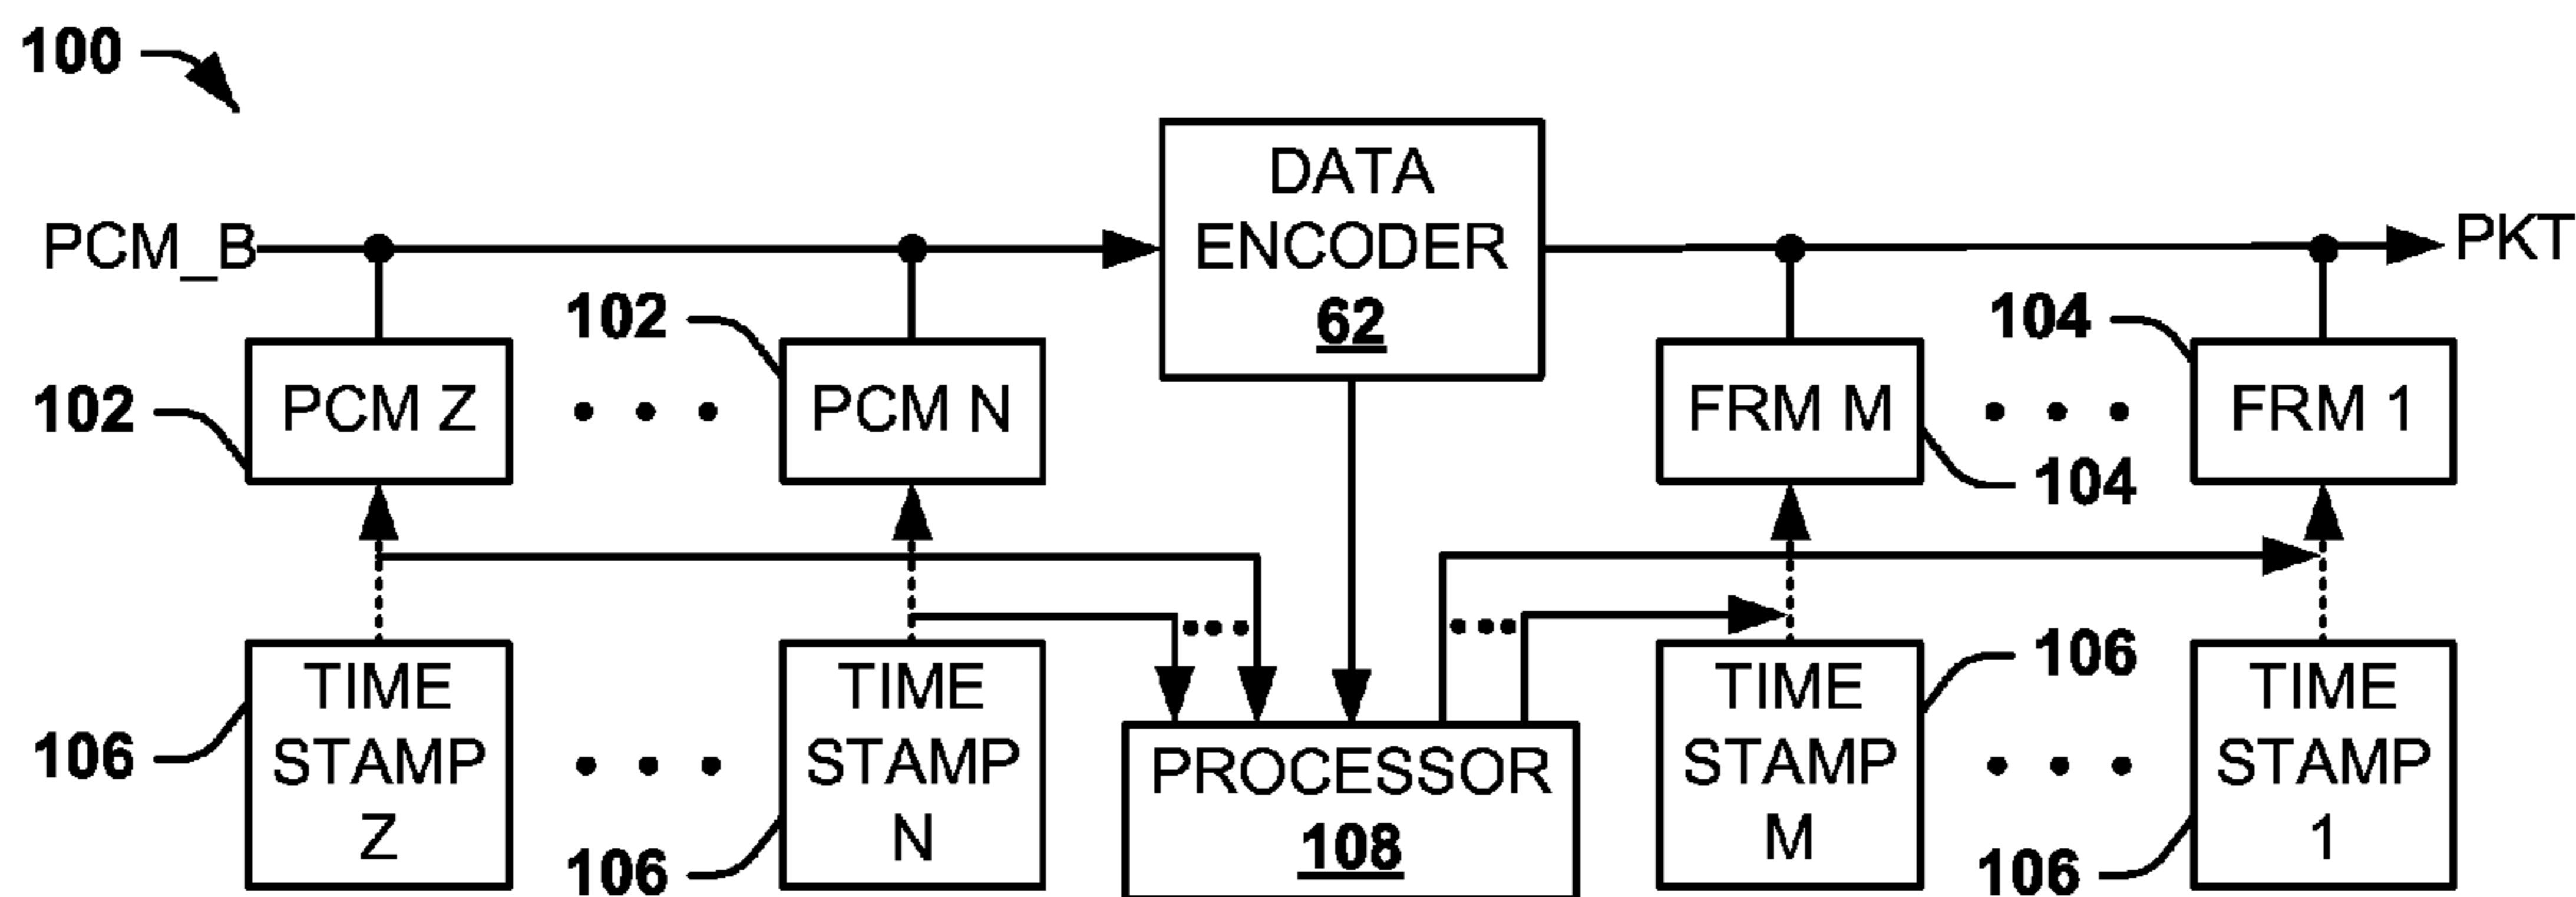 100
DATA
ENCODER
62
PCM_B
PKT
102
PCM Z
102
PCM N
FRM M
104
104
FRM 1
106
TIME
STAMP
Z
106
TIME
STAMP
N
PROCESSOR
108
TIME
STAMP
M
106
106
TIME
STAMP
1